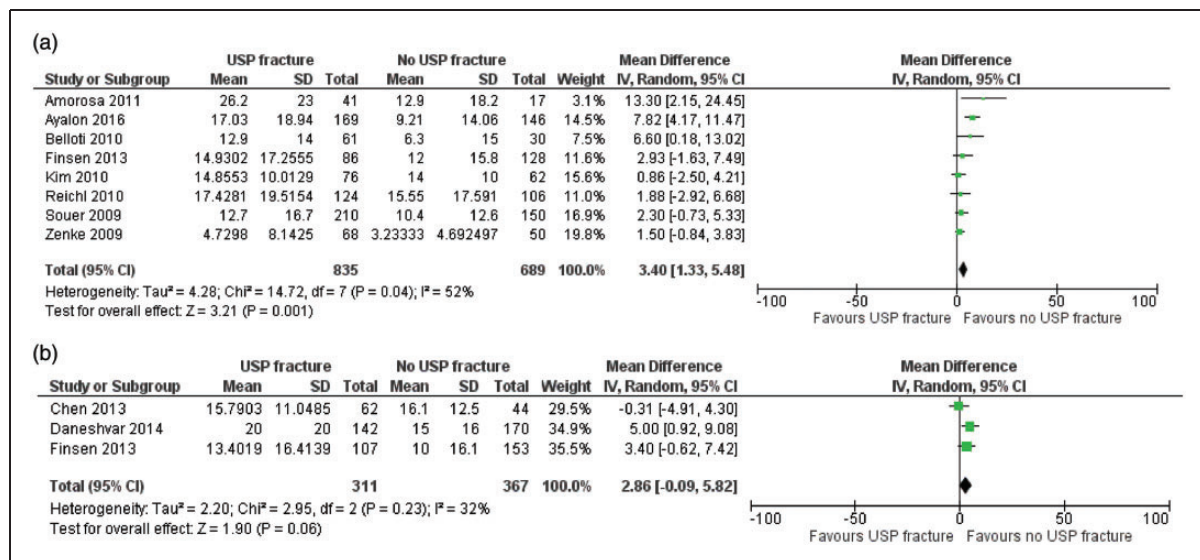 (a)
USP fracture No USP fracture Mean Difference Mean Difference
Study or Subgroup Mean SD Total Mean SD Total Weight IV, Random, 95% CI IV, Random, 95% CI
Amorosa 2011 26.2 23 41 12.9 18.2 17 3.1% 13.30 [2.15, 24.45]
Ayalon 2016 17.03 18.94 169 9.21 14.06 146 14.5% 7.82 [4.17, 11.47]
Belloti 2010 12.9 14 61 6.3 15 30 7.5% 6.60 [0.18, 13.02]
Finsen 2013 14.9302 17.2555 86 12 15.8 128 11.6% 2.93 [-1.63, 7.49]
Kim 2010 14.8553 10.0129 76 14 10 62 15.6% 0.86 [-2.50, 4.21]
Reichl 2010 17.4281 19.5154 124 15.55 17.591 106 11.0% 1.88 [-2.92, 6.68]
Souer 2009 12.7 16.7 210 10.4 12.6 150 16.9% 2.30 [-0.73, 5.33]
Zenke 2009 4.7298 8.1425 68 3.23333 4.692497 50 19.8% 1.50 [-0.84, 3.83]
Total (95% CI) 835 689 100.0% 3.40 [1.33, 5.48]
Heterogeneity: Tau² = 4.28; Chi² = 14.72, df = 7 (P = 0.04); I² = 52%
Test for overall effect: Z = 3.21 (P = 0.001)
-100 -50 0 50 100
Favours USP fracture Favours no USP fracture
(b)
USP fracture No USP fracture Mean Difference Mean Difference
Study or Subgroup Mean SD Total Mean SD Total Weight IV, Random, 95% CI IV, Random, 95% CI
Chen 2013 15.7903 11.0485 62 16.1 12.5 44 29.5% -0.31 [-4.91, 4.30]
Daneshvar 2014 20 20 142 15 16 170 34.9% 5.00 [0.92, 9.08]
Finsen 2013 13.4019 16.4139 107 10 16.1 153 35.5% 3.40 [-0.62, 7.42]
Total (95% CI) 311 367 100.0% 2.86 [-0.09, 5.82]
Heterogeneity: Tau² = 2.20; Chi² = 2.95, df = 2 (P = 0.23); I² = 32%
Test for overall effect: Z = 1.90 (P = 0.06)
-100 -50 0 50 100
Favours USP fracture Favours no USP fracture